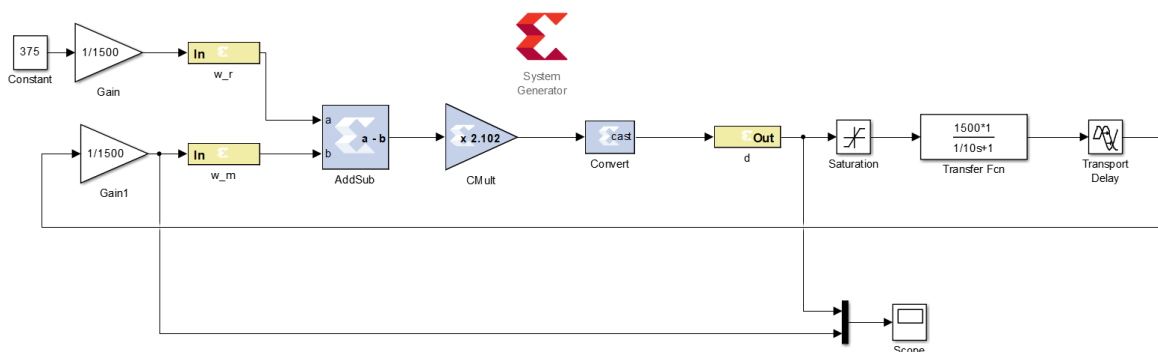 375
Constant
1/1500
Gain
In
w_r
System
Generator
1/1500
Gain1
In
w_m
a
b
a - b
AddSub
x 2.102
CMult
cast
Convert
Out
d
Saturation
1500*1
1/10s+1
Transfer Fcn
Transport
Delay
Scope